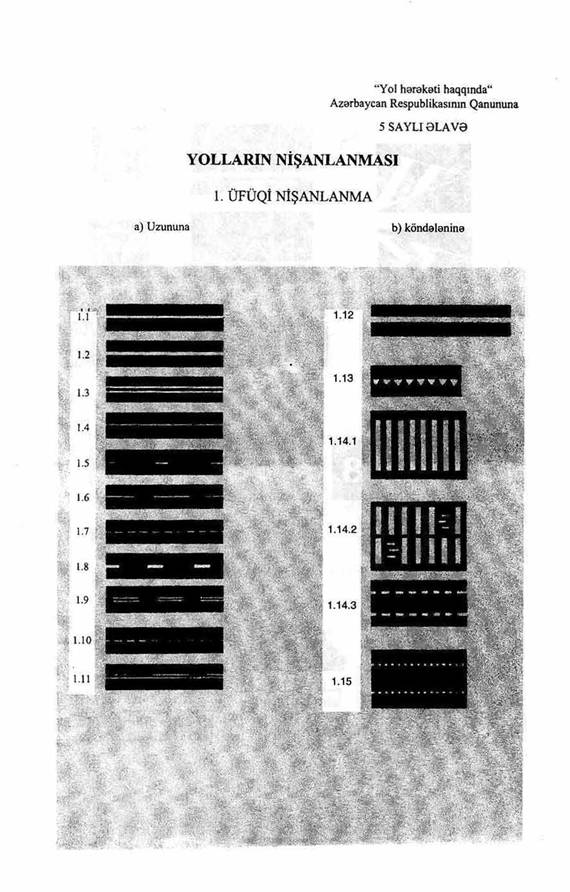 "Yol hərəkəti haqqında"
Azərbaycan Respublikasının Qanununa
5 SAYLI ƏLAVƏ
YOLLARIN NİŞANLANMASI
1. ÜFÜQİ NİŞANLANMA
a) Uzununa
b) köndələninə
1.1
1.2
1.3
1.4
1.5
1.6
1.7
1.8
1.9
1.10
1.11
1.12
1.13
1.14.1
1.14.2
1.14.3
1.15